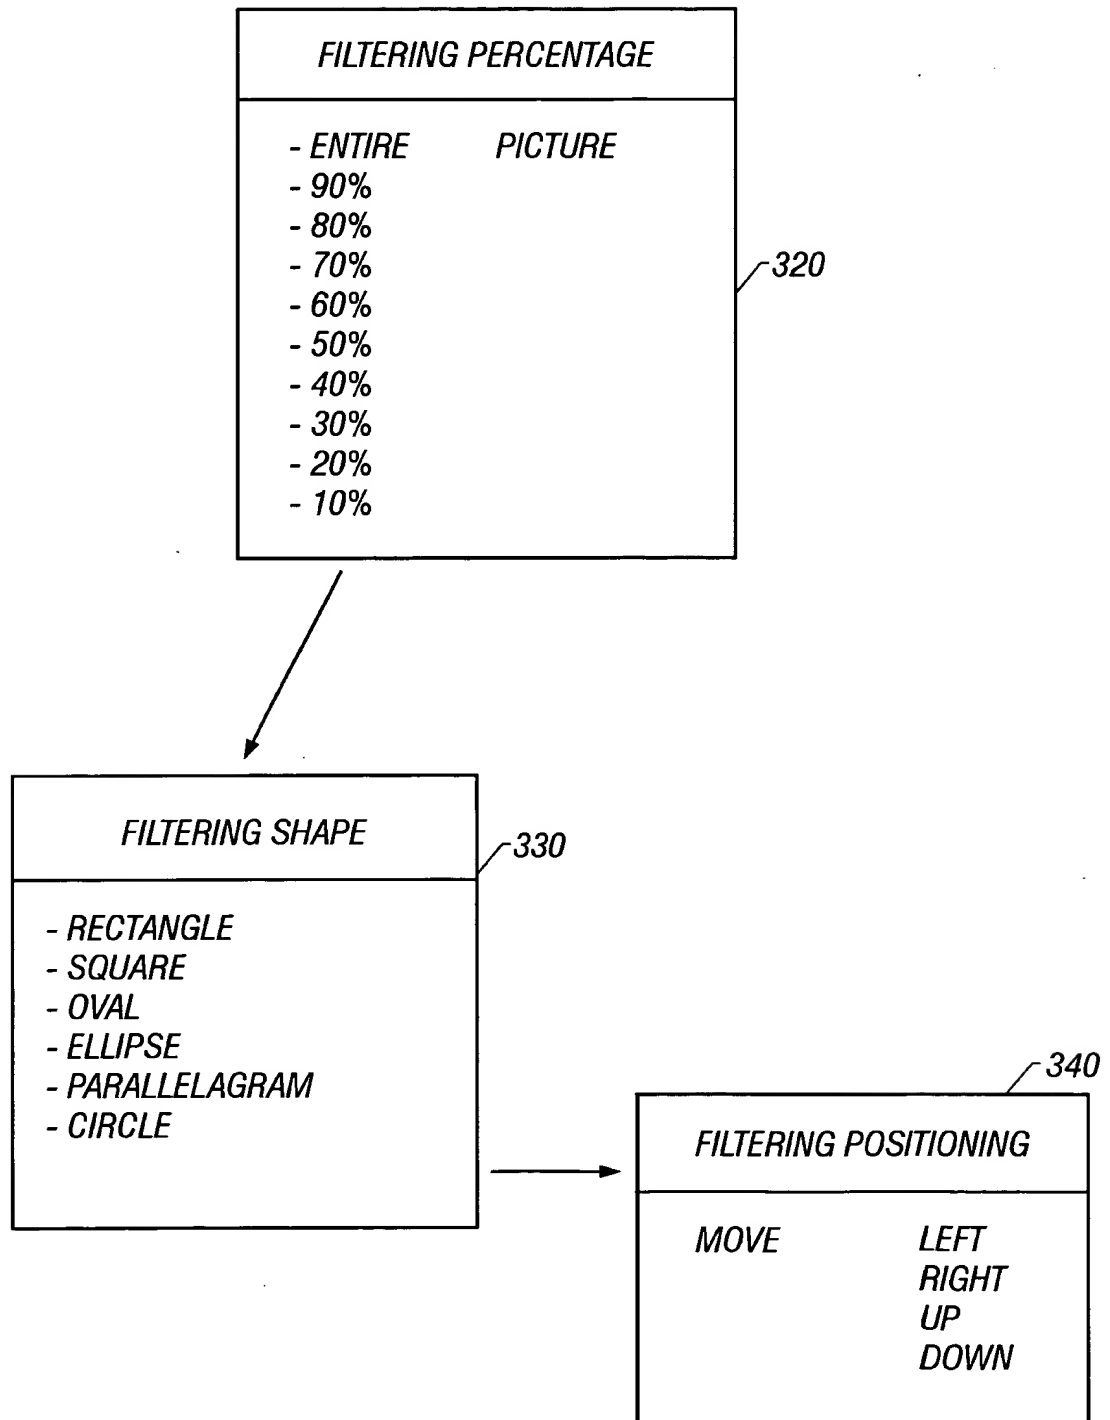 FILTERING PERCENTAGE
- ENTIRE PICTURE
- 90%
- 80%
- 70%
- 60%
- 50%
- 40%
- 30%
- 20%
- 10%
320
FILTERING SHAPE
330
- RECTANGLE
- SQUARE
- OVAL
- ELLIPSE
- PARALLELAGRAM
- CIRCLE
340
FILTERING POSITIONING
MOVE LEFT
RIGHT
UP
DOWN